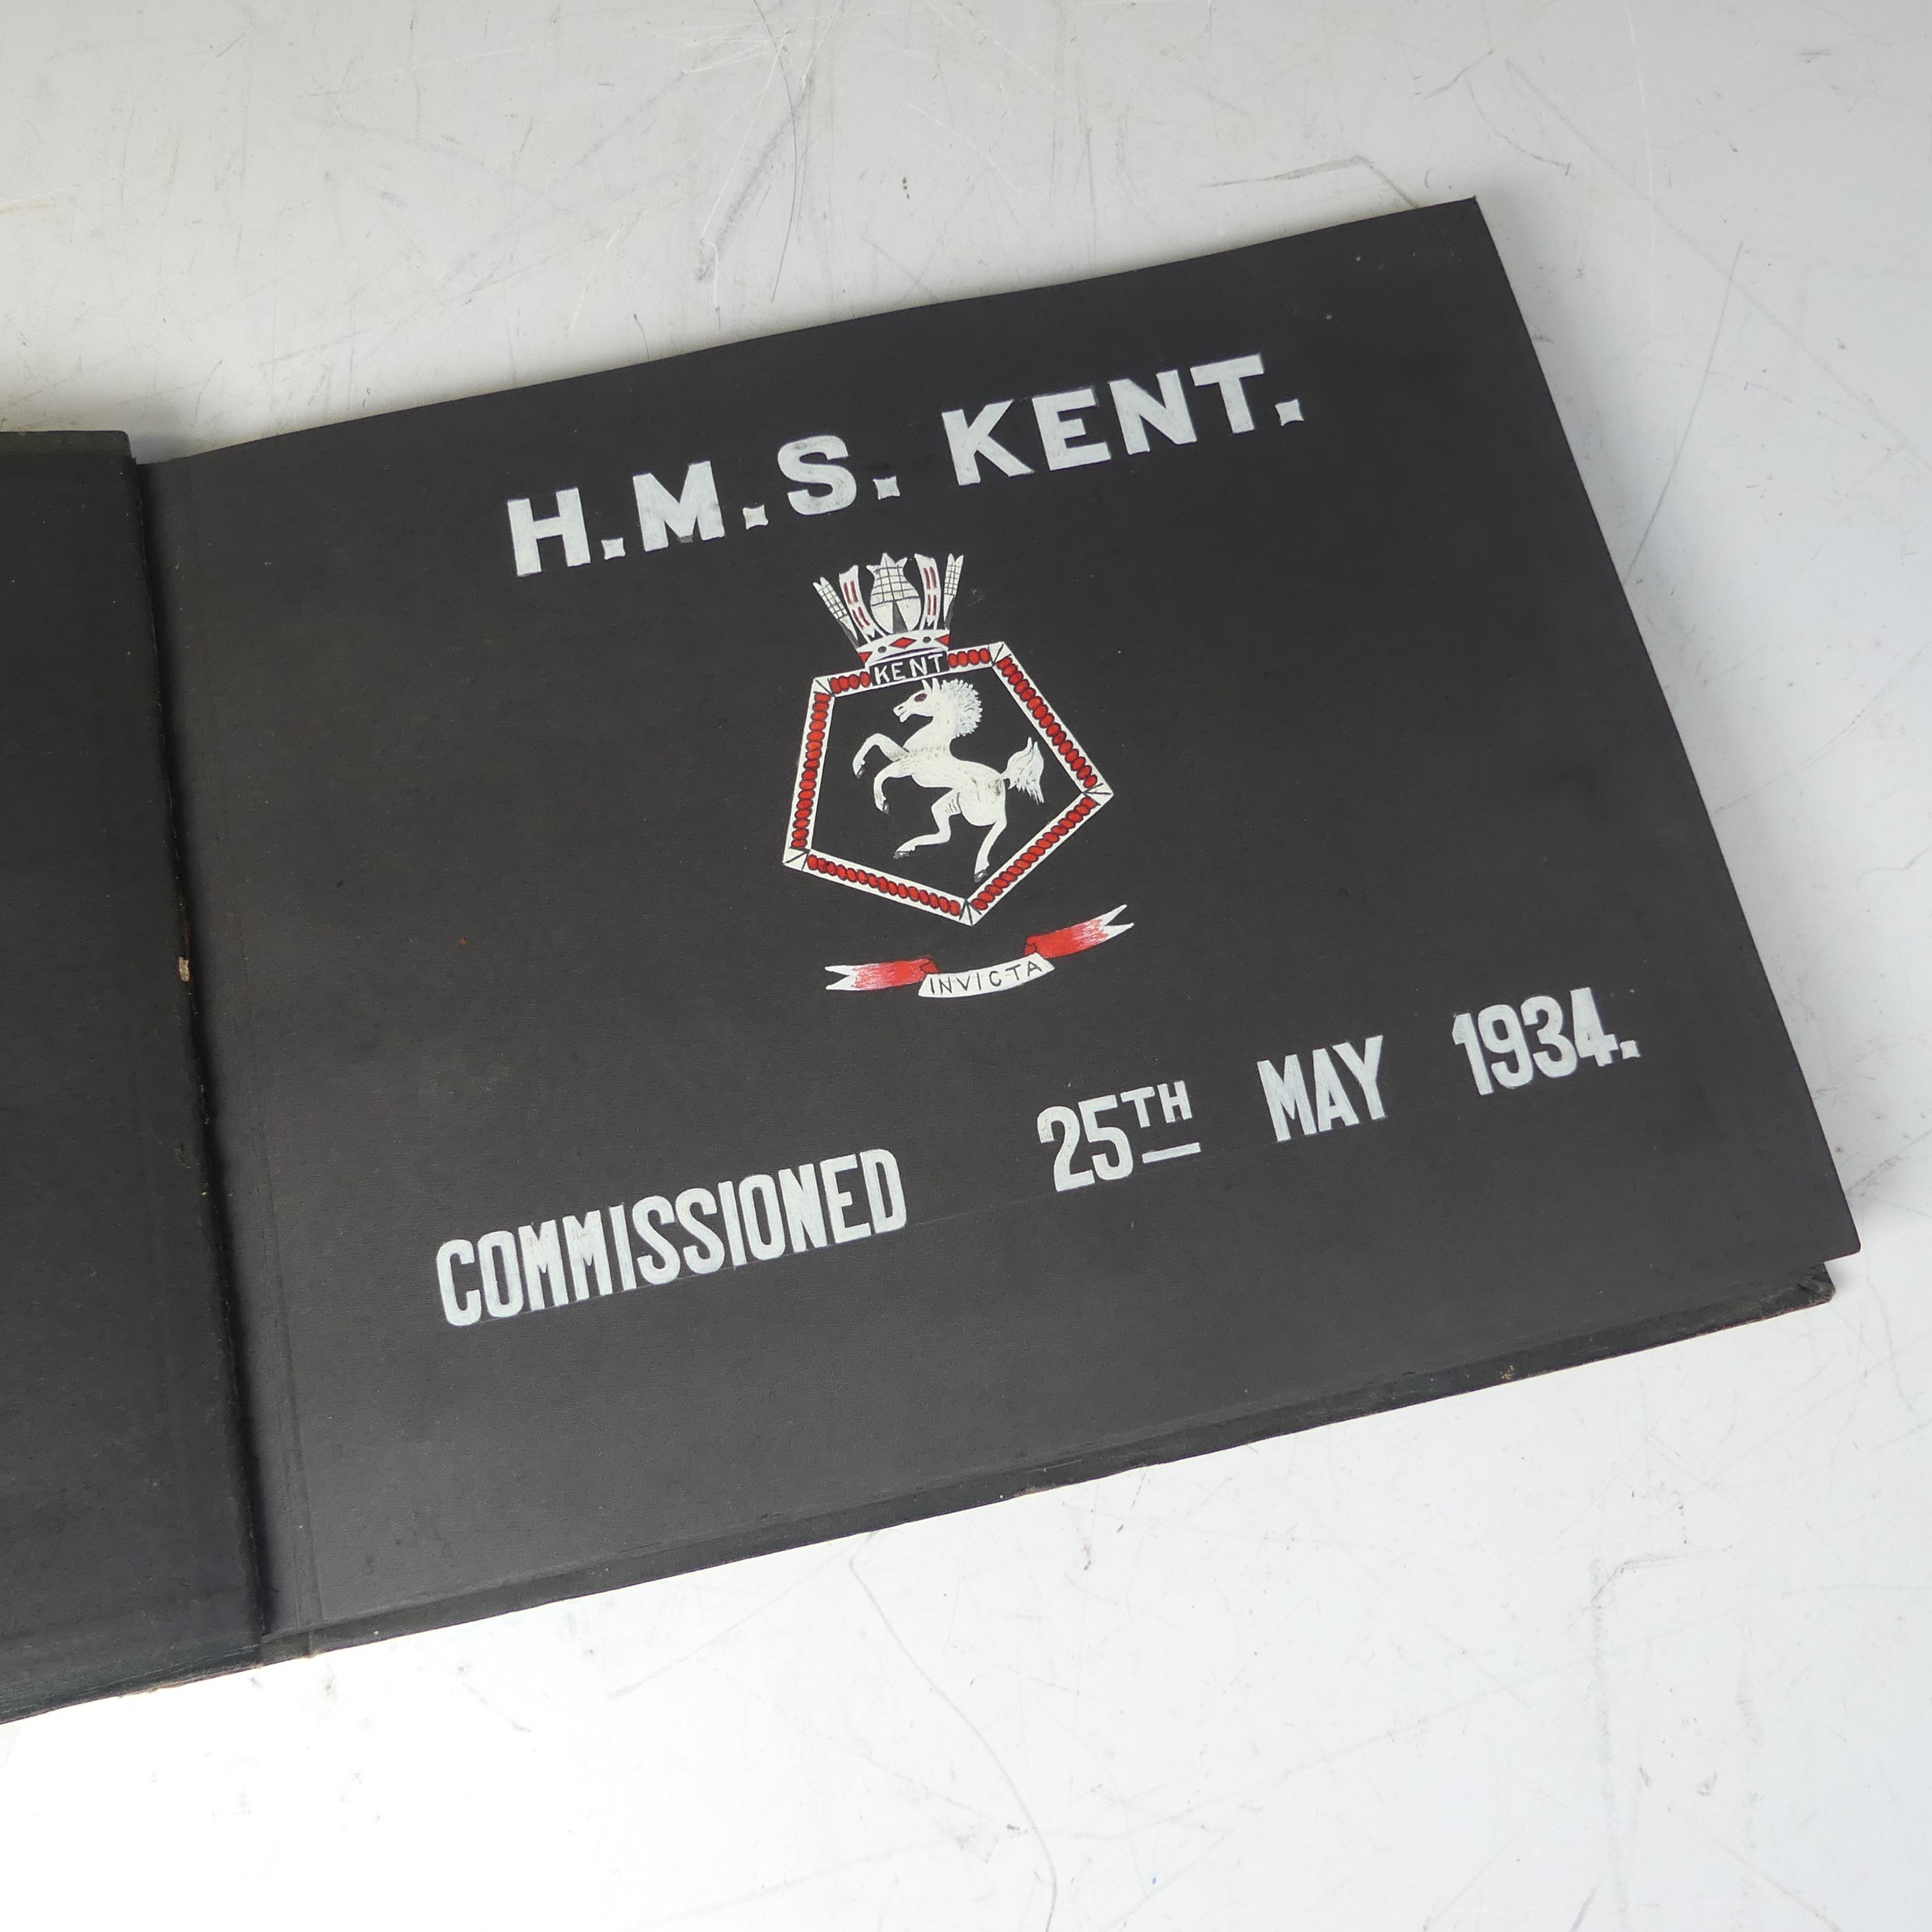 H.M.S. KENT.
KENT
INVICTA
COMMISSIONED 25TH MAY 1934.